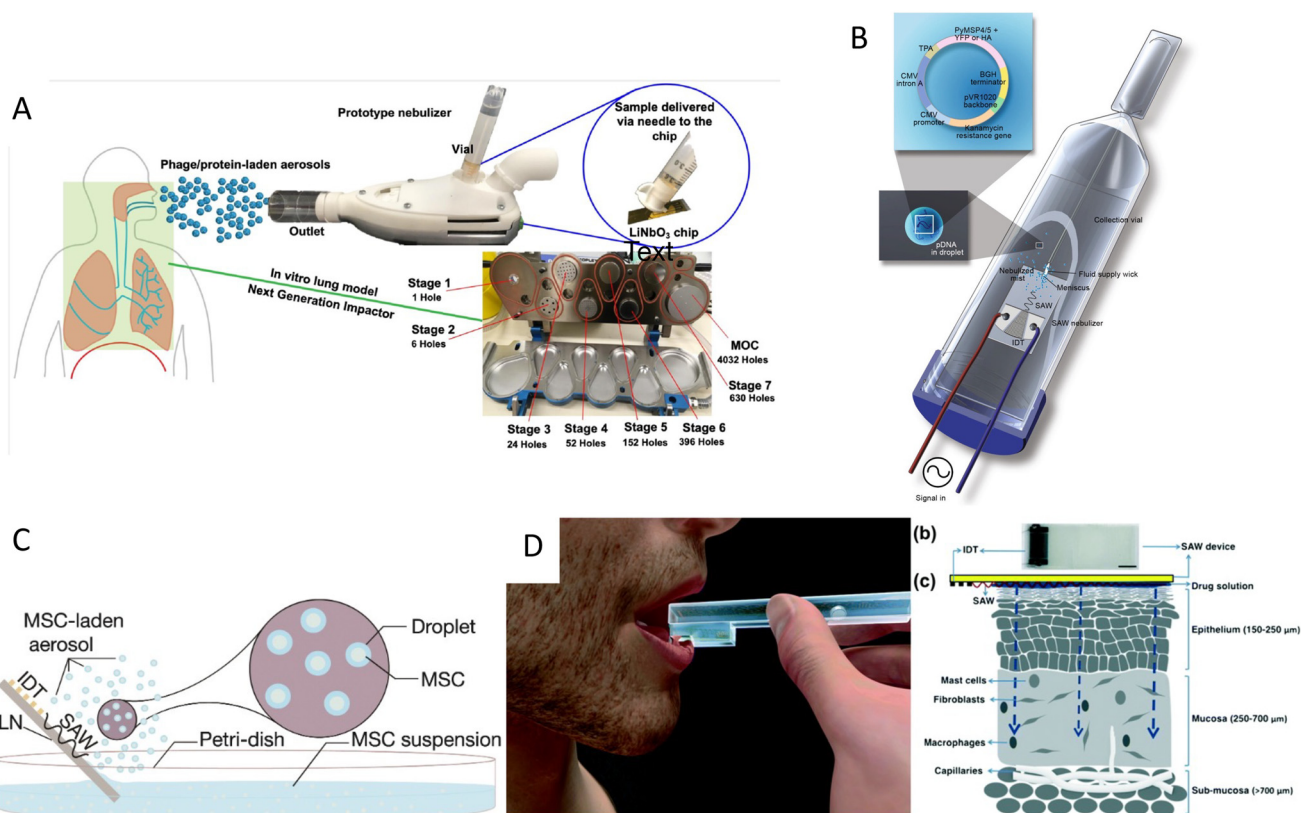 A
Prototype nebulizer
Vial
Phage/protein-laden aerosols
Outlet
Sample delivered
via needle to the
chip
LiNbO₃ chip
Text
In vitro lung model
Next Generation Impactor
Stage 1
1 Hole
Stage 2
6 Holes
MOC
4032 Holes
Stage 7
630 Holes
Stage 3
24 Holes
Stage 4
52 Holes
Stage 5
152 Holes
Stage 6
396 Holes
B
PyMSP4/5 +
YFP or HA
TPA
CMV
intron A
BGH
terminator
pVR1020
backbone
CMV
promoter
Kanamycin
resistance gene
pDNA
in droplet
Collection vial
Nebulized
mist
Fluid supply wick
Meniscus
SAW
SAW nebulizer
IDT
Signal in
C
MSC-laden
aerosol
IDT
SAW
LN
Droplet
MSC
Petri-dish
MSC suspension
D
(b)
IDT
SAW device
(c)
Drug solution
SAW
Epithelium (150-250 µm)
Mast cells
Fibroblasts
Mucosa (250-700 µm)
Macrophages
Capillaries
Sub-mucosa (>700 µm)